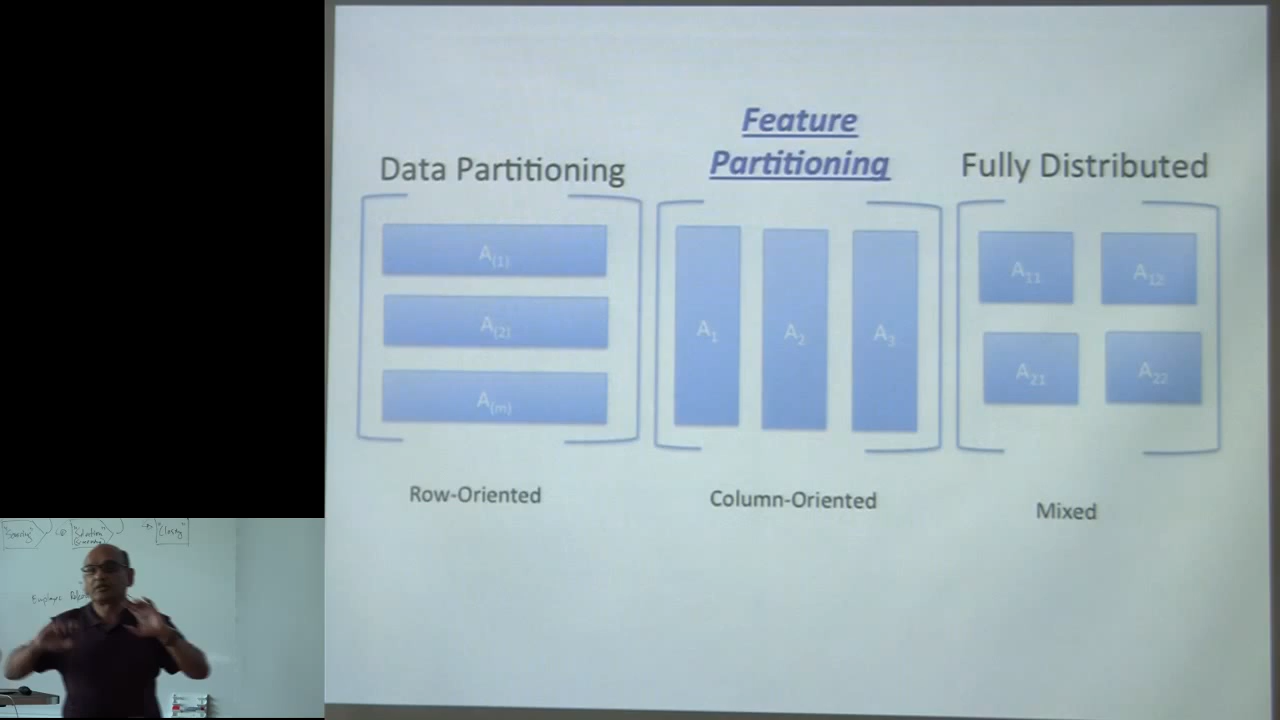 Data Partitioning
Feature
Partitioning
Fully Distributed
A(1)
A(2)
A(m)
A1
A2
A3
A11
A12
A21
A22
Row-Oriented
Column-Oriented
Mixed
"Closing"